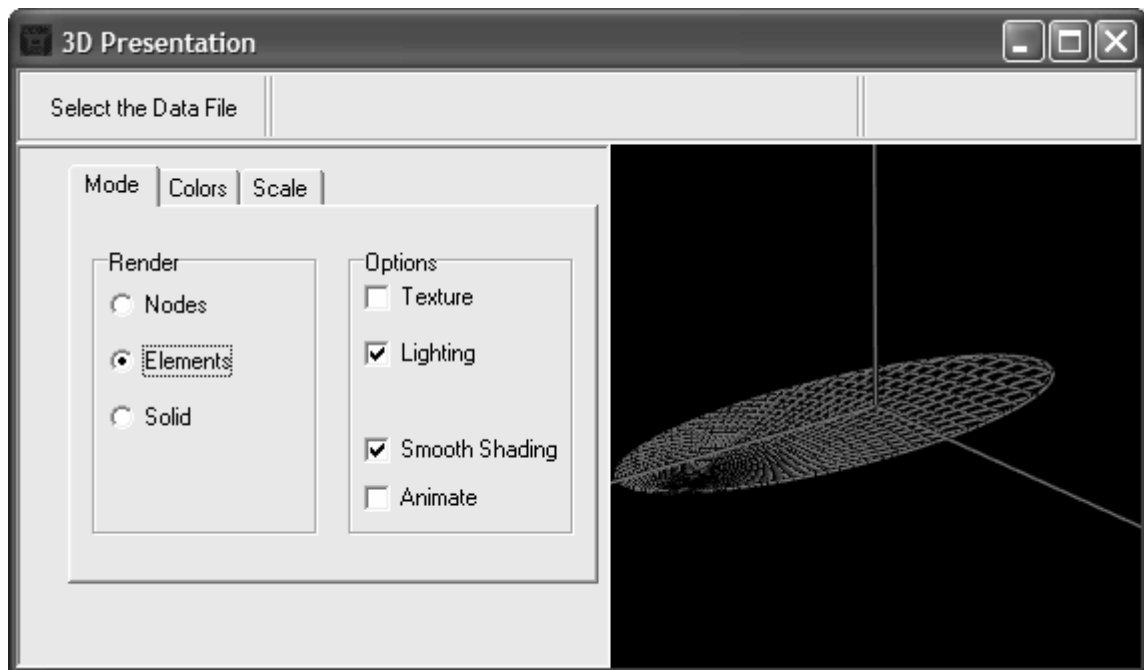 3D Presentation
Select the Data File
Mode Colors Scale
Render
Nodes
Elements
Solid
Options
Texture
Lighting
Smooth Shading
Animate